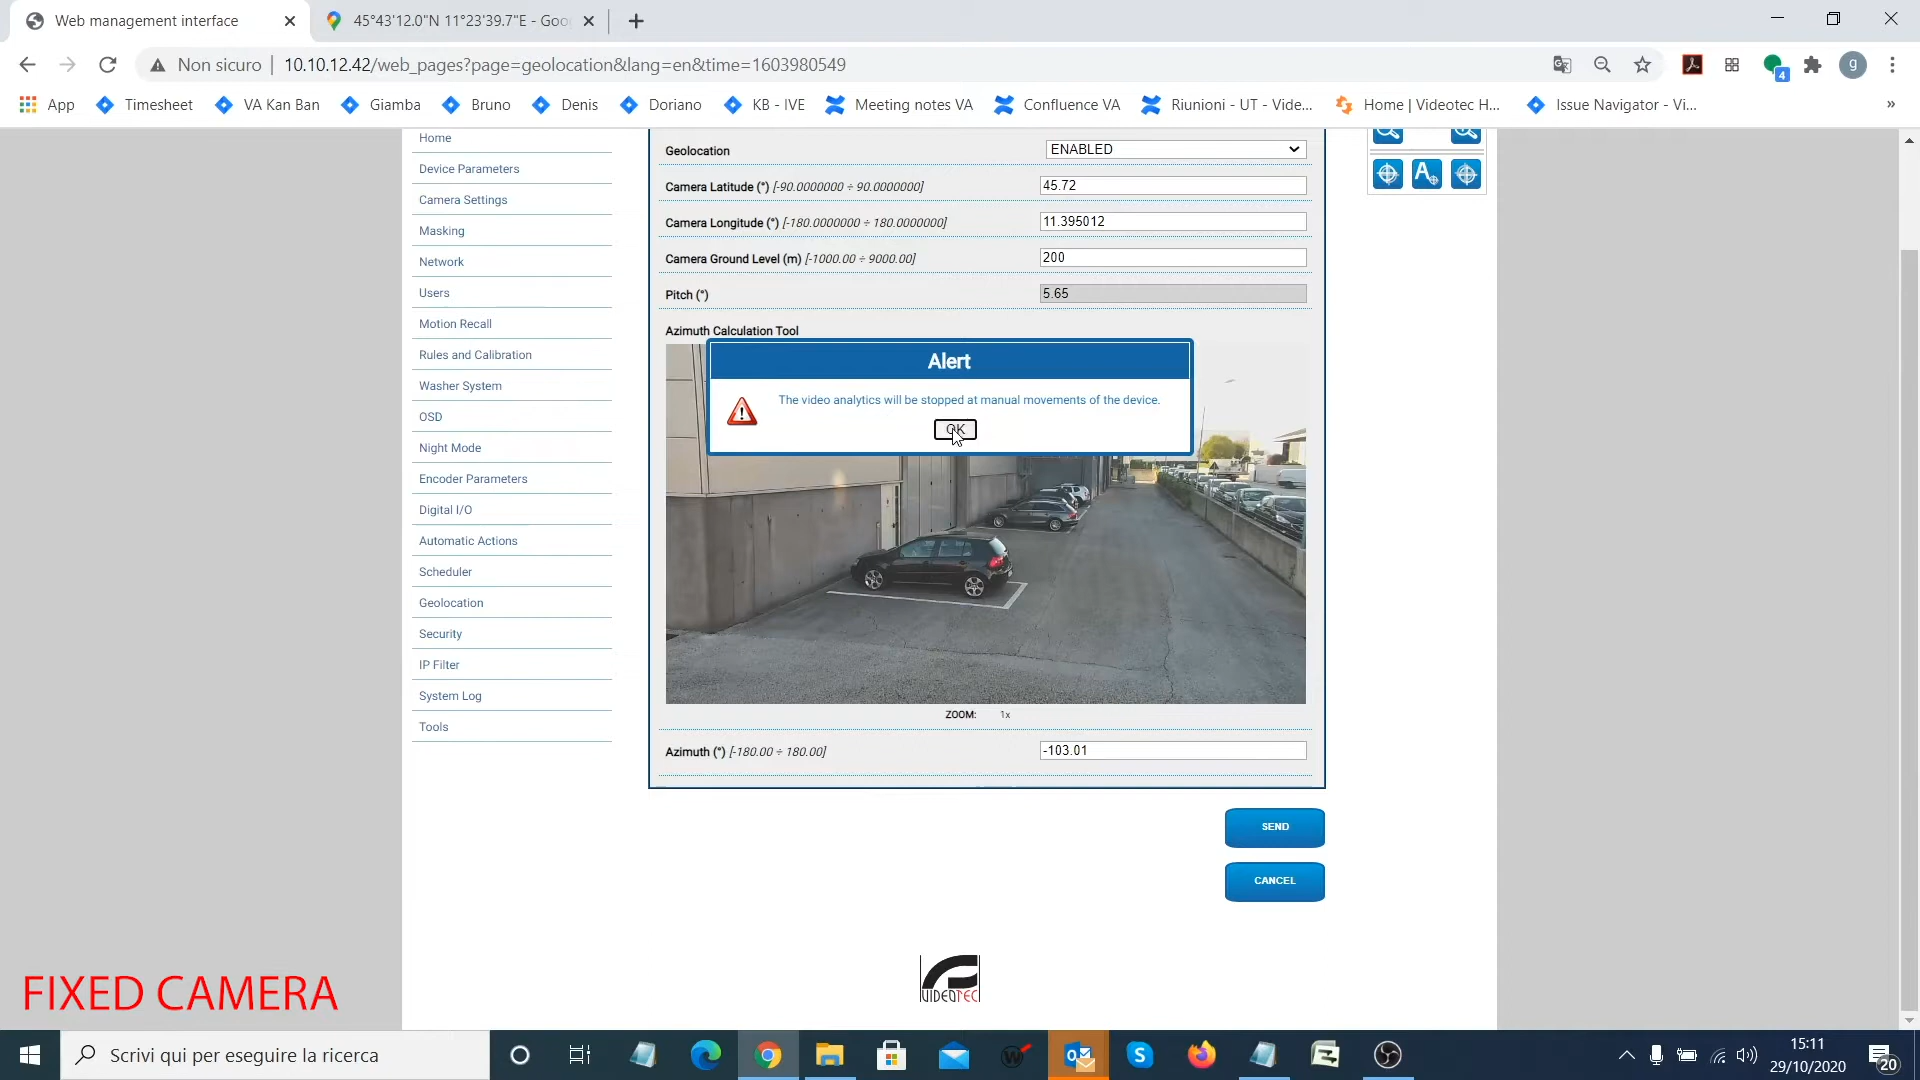 Web management interface
45°43'12.0"N 11°23'39.7"E - Goo
Non sicuro
10.10.12.42/web_pages?page=geolocation&lang=en&time=1603980549
g
4
App
Timesheet
VA Kan Ban
Giamba
Bruno
Denis
Doriano
KB - IVE
Meeting notes VA
Confluence VA
Riunioni - UT - Vide...
Home | Videotec H...
Issue Navigator - Vi...
»
Home
Device Parameters
Camera Settings
Masking
Network
Users
Motion Recall
Rules and Calibration
Washer System
OSD
Night Mode
Encoder Parameters
Digital I/O
Automatic Actions
Scheduler
Geolocation
Security
IP Filter
System Log
Tools
Geolocation ENABLED
Camera Latitude (°) [-90.0000000 ÷ 90.0000000] 45.72
Camera Longitude (°) [-180.0000000 ÷ 180.0000000] 11.395012
Camera Ground Level (m) [-1000.00 ÷ 9000.00] 200
Pitch (°) 5.65
Azimuth Calculation Tool
Alert
The video analytics will be stopped at manual movements of the device.
OK
ZOOM: 1x
Azimuth (°) [-180.00 ÷ 180.00] -103.01
A
SEND
CANCEL
VIDEOTEC
FIXED CAMERA
Scrivi qui per eseguire la ricerca
15:11
29/10/2020
20